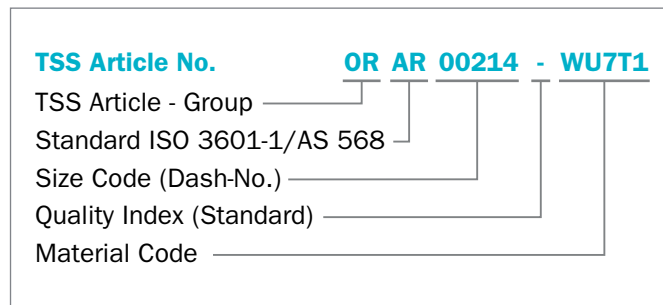 TSS Article No. OR AR 00214 - WU7T1
TSS Article - Group
Standard ISO 3601-1/AS 568
Size Code (Dash-No.)
Quality Index (Standard)
Material Code